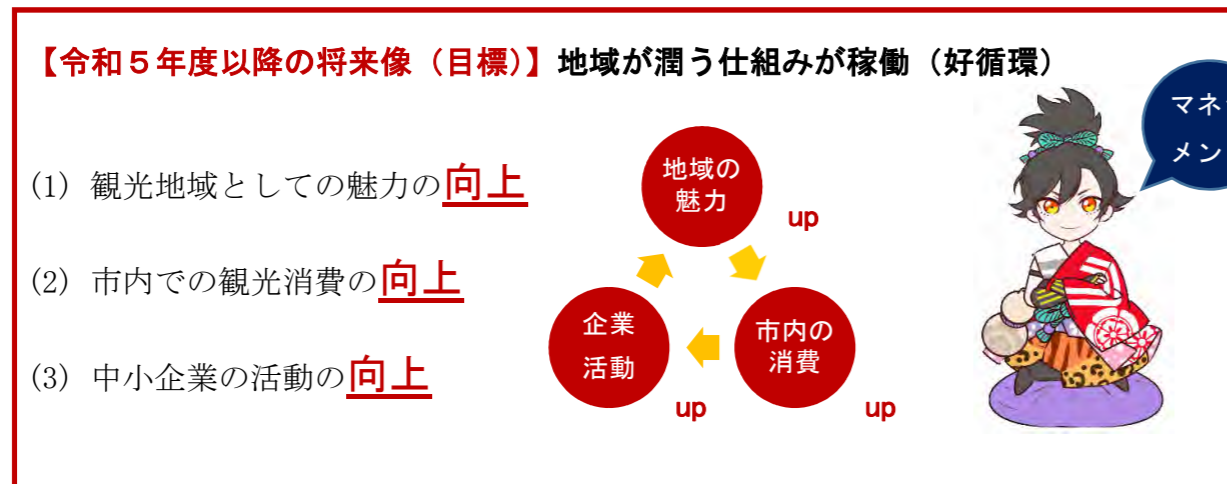 【令和５年度以降の将来像（目標）】地域が潤う仕組みが稼働（好循環）
(1) 観光地域としての魅力の向上
(2) 市内での観光消費の向上
(3) 中小企業の活動の向上
地域の
魅力
up
市内の
消費
up
企業
活動
up
マネ
メン